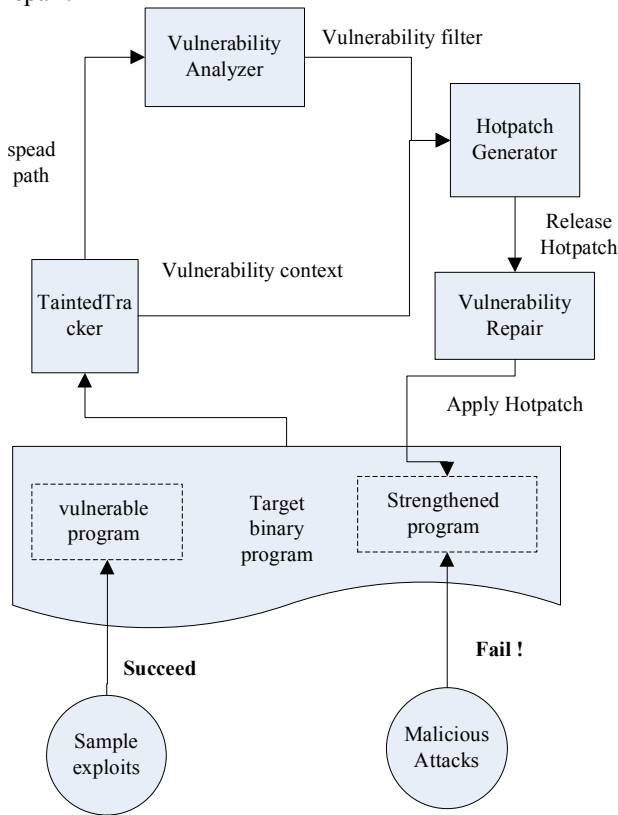 epair.
Vulnerability
Analyzer
Vulnerability filter
Hotpatch
Generator
spead
path
Release
Hotpatch
Vulnerability context
TaintedTra
cker
Vulnerability
Repair
Apply Hotpatch
vulnerable
program
Target
binary
program
Strengthened
program
Succeed
Fail !
Sample
exploits
Malicious
Attacks